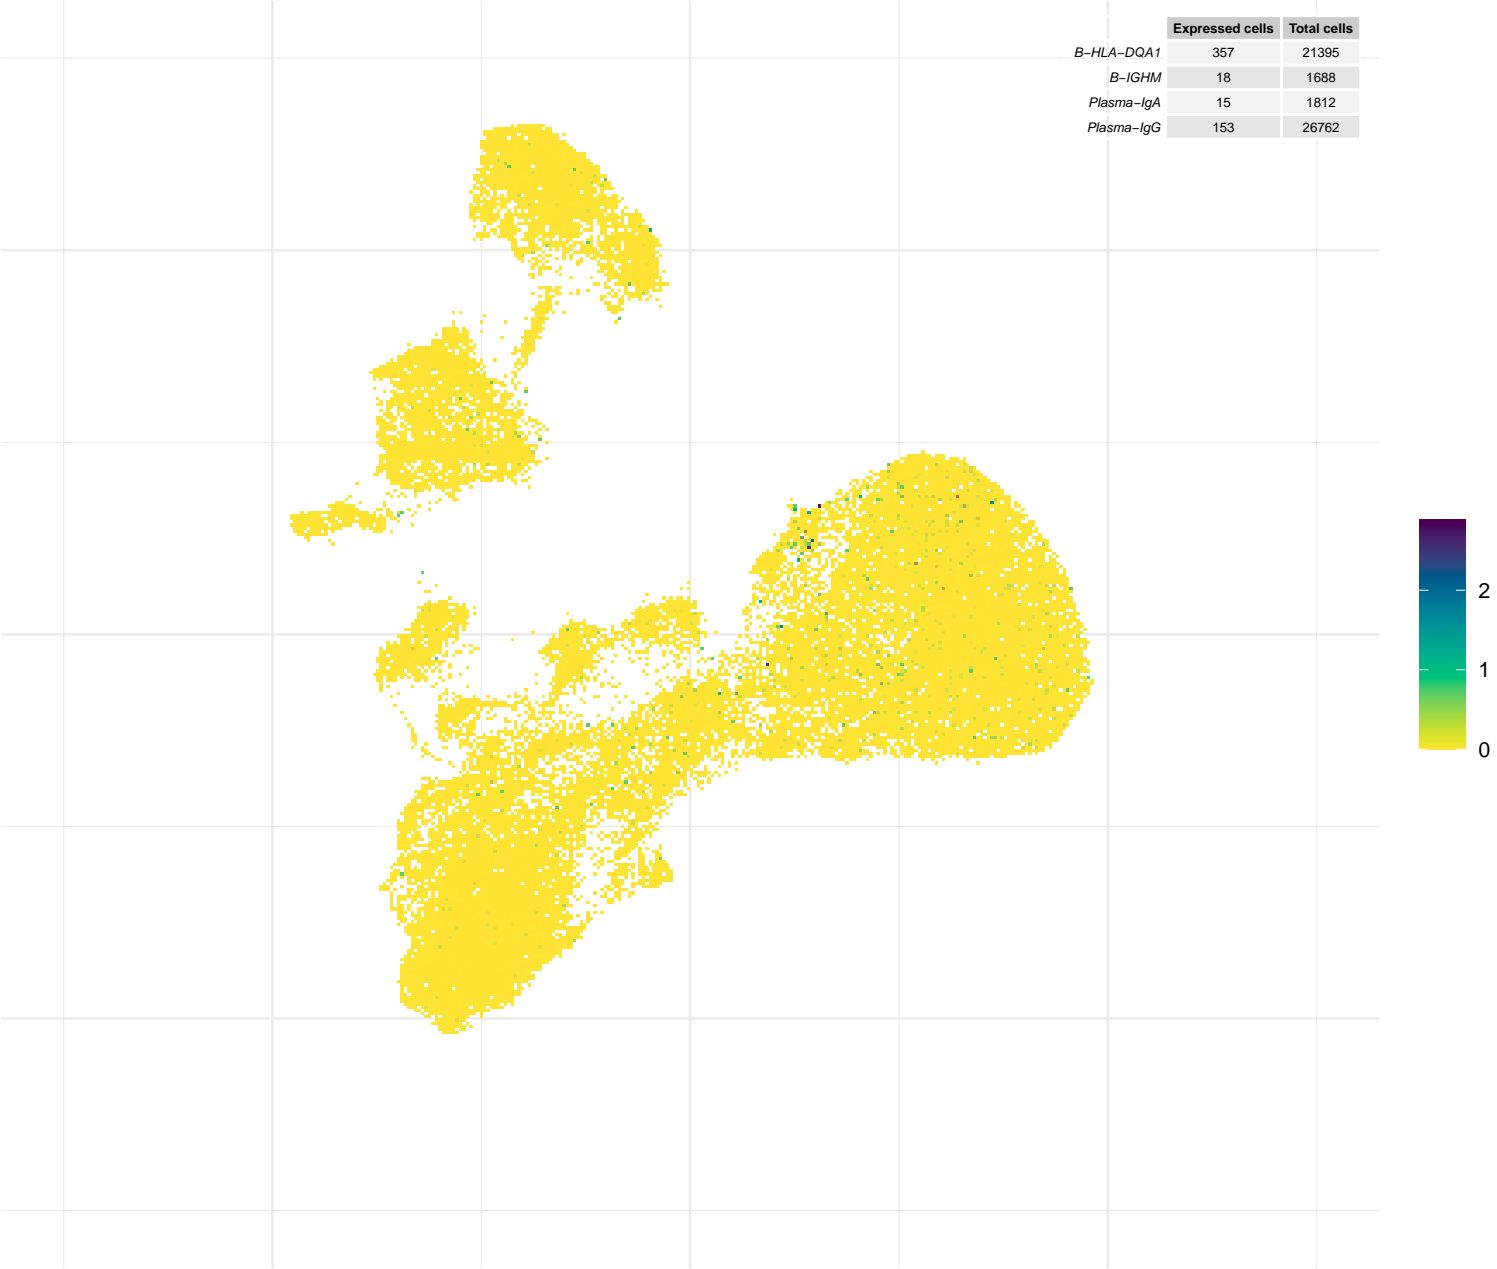 Expressed cells Total cells
B−HLA−DQA1 357 21395
B−IGHM 18 1688
Plasma−IgA 15 1812
Plasma−IgG 153 26762
2
1
0